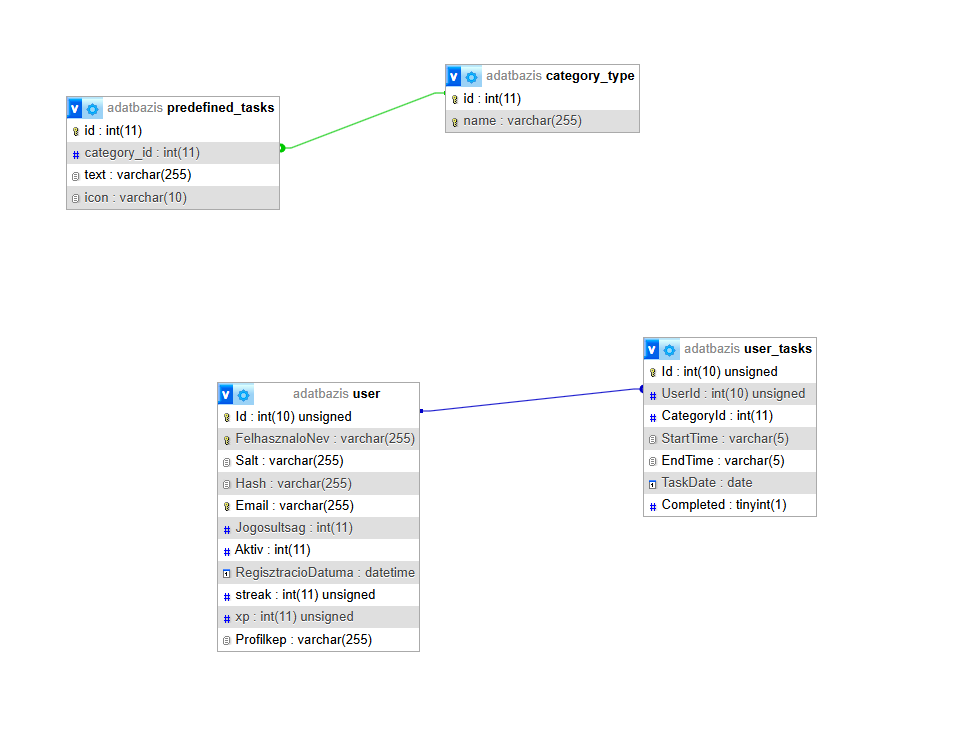 adatbazis category_type
id : int(11)
name : varchar(255)
adatbazis predefined_tasks
id : int(11)
category_id : int(11)
text : varchar(255)
icon : varchar(10)
adatbazis user_tasks
Id : int(10) unsigned
UserId : int(10) unsigned
CategoryId : int(11)
StartTime : varchar(5)
EndTime : varchar(5)
TaskDate : date
Completed : tinyint(1)
adatbazis user
Id : int(10) unsigned
FelhasznaloNev : varchar(255)
Salt : varchar(255)
Hash : varchar(255)
Email : varchar(255)
Jogosultsag : int(11)
Aktiv : int(11)
RegisztracioDatuma : datetime
streak : int(11) unsigned
xp : int(11) unsigned
Profilkep : varchar(255)